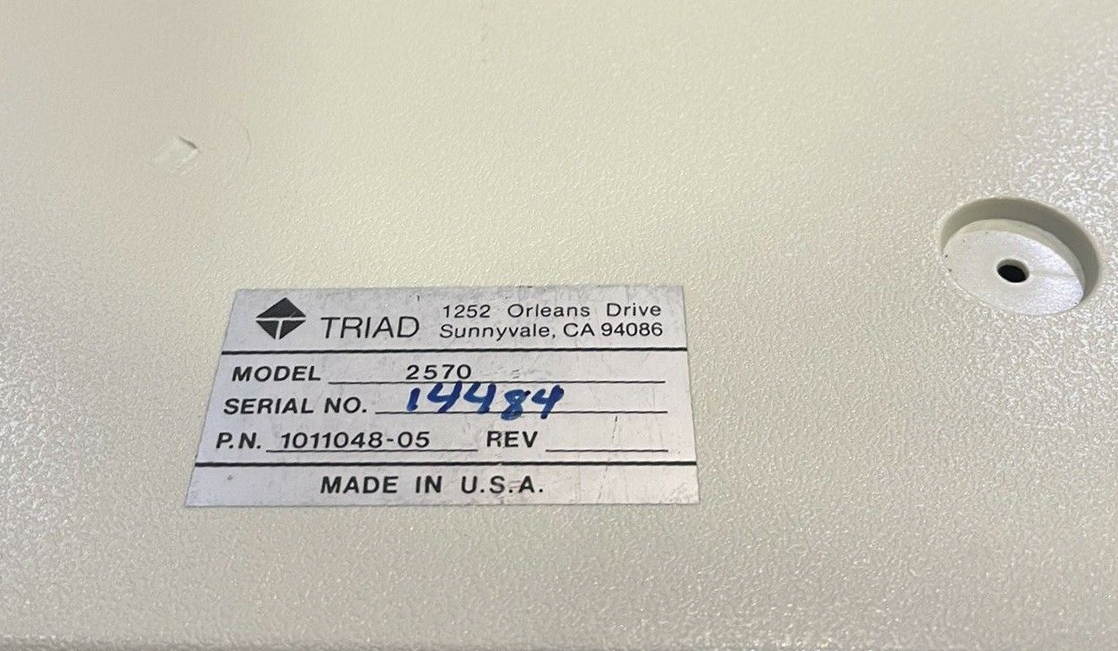 TRIAD 1252 Orleans Drive
Sunnyvale, CA 94086
MODEL 2570
SERIAL NO. 14484
P.N. 1011048-05 REV
MADE IN U.S.A.